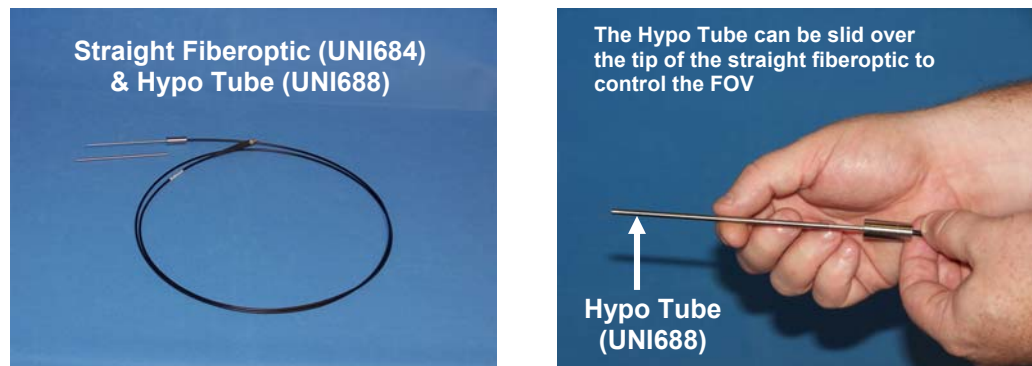 Straight Fiberoptic (UNI684)
& Hypo Tube (UNI688)
The Hypo Tube can be slid over
the tip of the straight fiberoptic to
control the FOV
Hypo Tube
(UNI688)